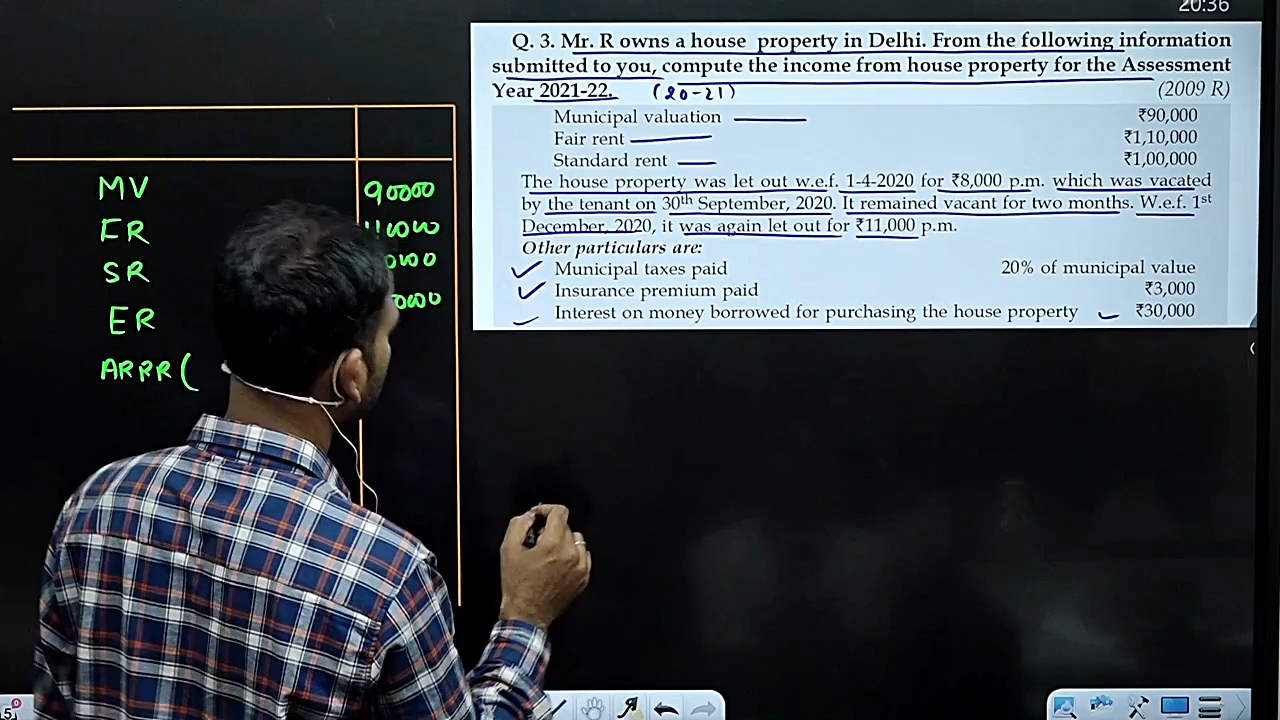 20:36
Q. 3. Mr. R owns a house property in Delhi. From the following information
submitted to you, compute the income from house property for the Assessment
Year 2021-22. (20-21) (2009 R)
Municipal valuation ₹90,000
Fair rent ₹1,10,000
Standard rent ₹1,00,000
The house property was let out w.e.f. 1-4-2020 for ₹8,000 p.m. which was vacated
by the tenant on 30th September, 2020. It remained vacant for two months. W.e.f. 1st
December, 2020, it was again let out for ₹11,000 p.m.
Other particulars are:
Municipal taxes paid 20% of municipal value
Insurance premium paid ₹3,000
Interest on money borrowed for purchasing the house property ₹30,000
MV 90000
FR
SR
ER
ARRR (